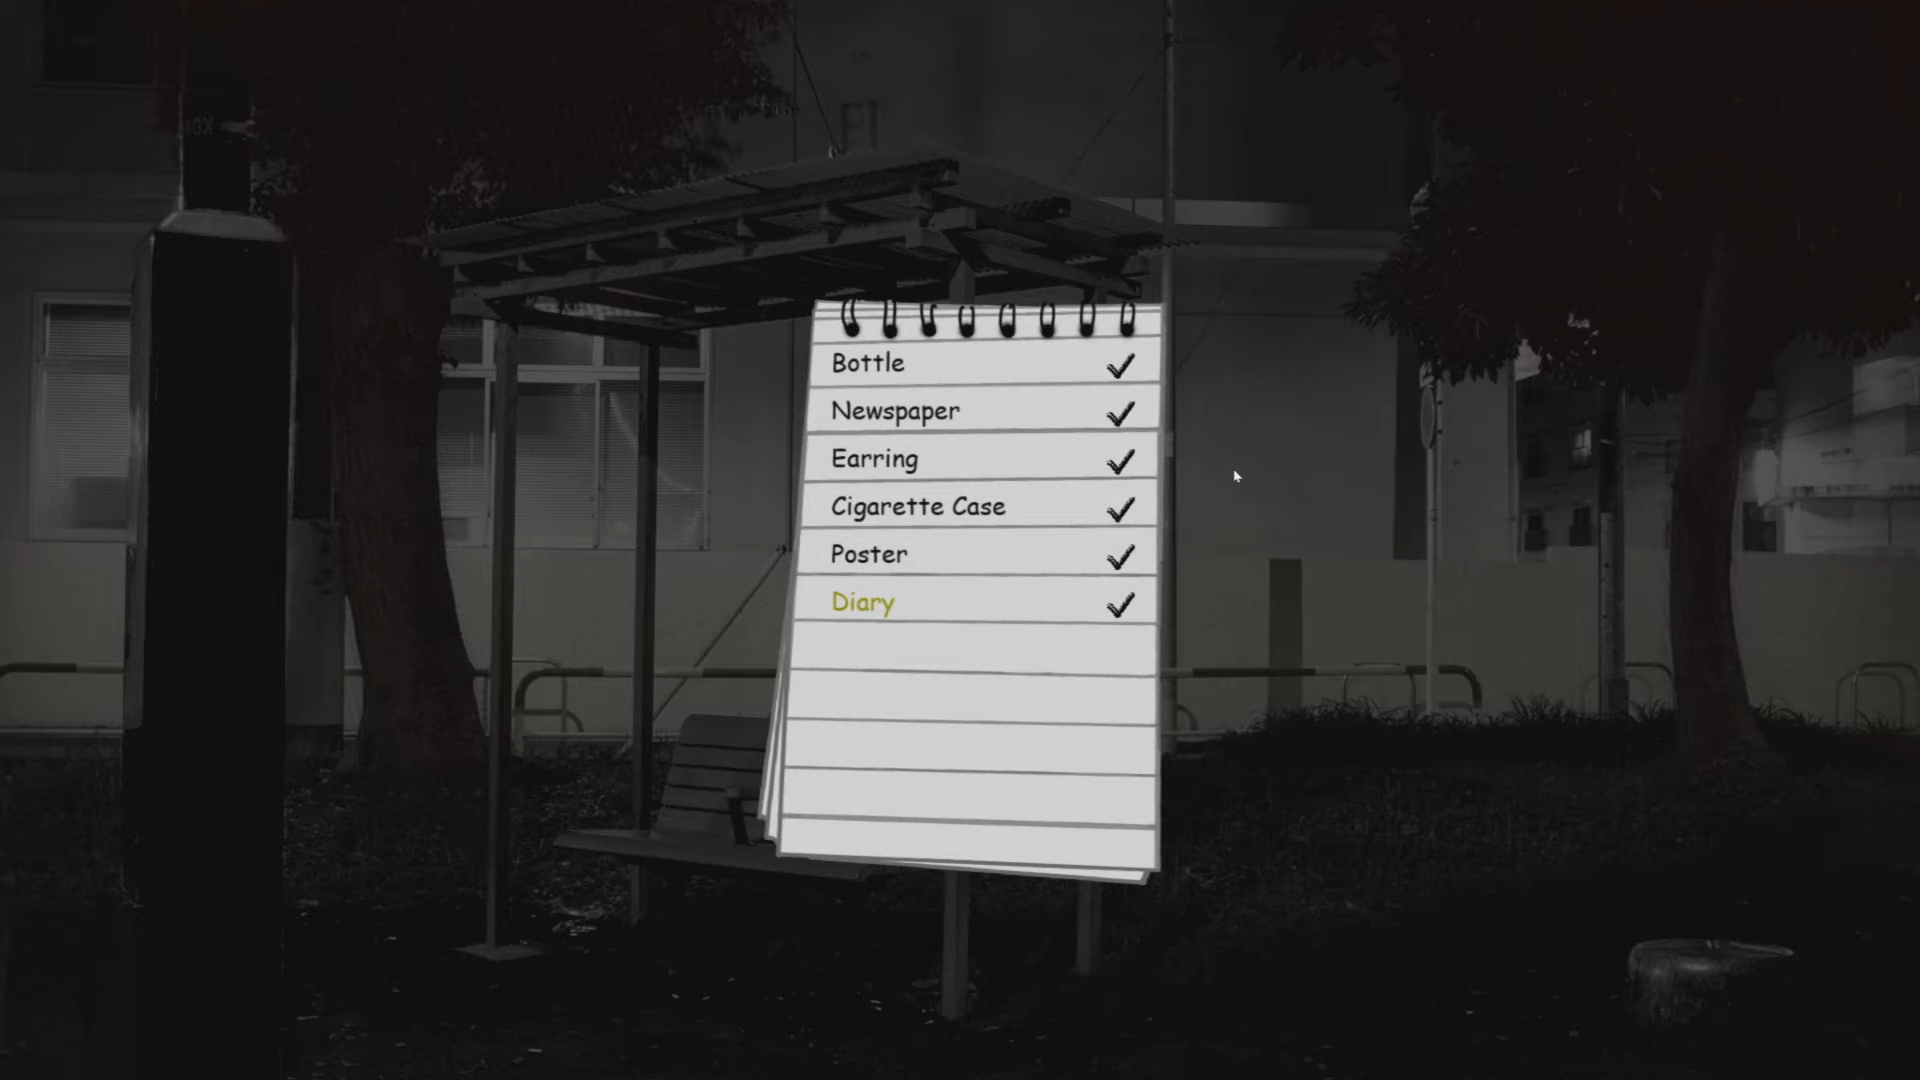 Bottle
Newspaper
Earring
Cigarette Case
Poster
Diary